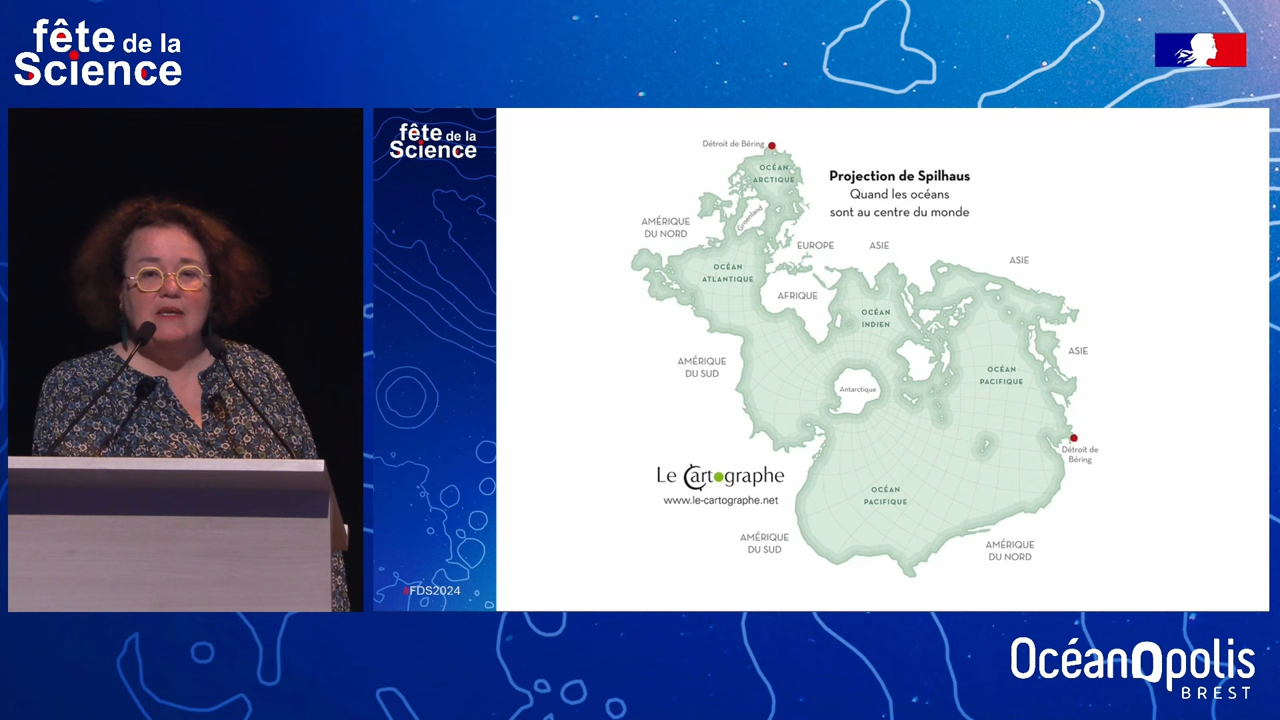 fête de la
Science
fête de la
Science
Détroit de Béring
OCÉAN
ARCTIQUE
Projection de Spilhaus
Quand les océans
sont au centre du monde
Groenland
AMÉRIQUE
DU NORD
EUROPE
ASIE
ASIE
OCÉAN
ATLANTIQUE
AFRIQUE
OCÉAN
INDIEN
ASIE
AMÉRIQUE
DU SUD
OCÉAN
PACIFIQUE
Antarctique
Détroit de
Béring
Le Cartographe
www.le-cartographe.net
OCÉAN
PACIFIQUE
AMÉRIQUE
DU SUD
AMÉRIQUE
DU NORD
#FDS2024
OcéanOpolis
BREST